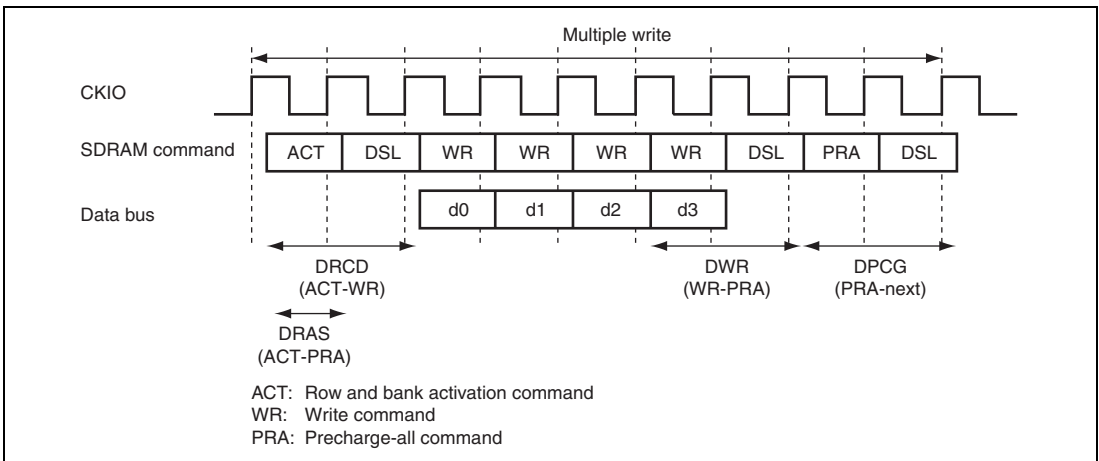 Multiple write
CKIO
SDRAM command
ACT DSL WR WR WR WR DSL PRA DSL
Data bus
d0 d1 d2 d3
DRCD
(ACT-WR)
DWR
(WR-PRA)
DPCG
(PRA-next)
DRAS
(ACT-PRA)
ACT: Row and bank activation command
WR: Write command
PRA: Precharge-all command